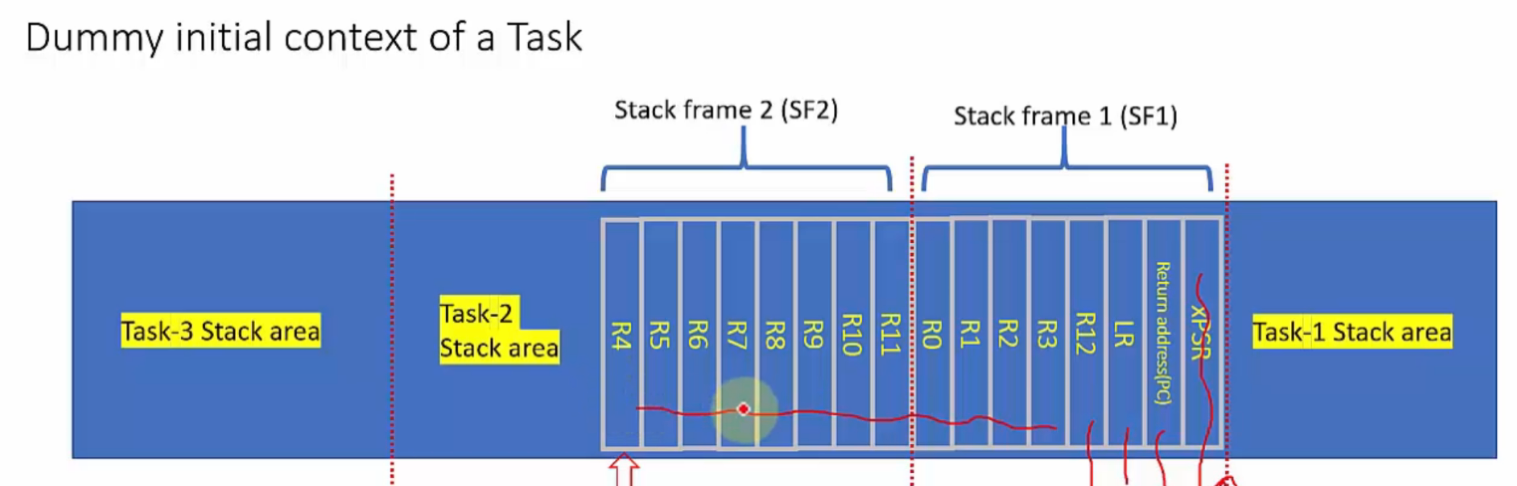 Dummy initial context of a Task
Stack frame 2 (SF2)
Stack frame 1 (SF1)
Task-3 Stack area
Task-2
Stack area
R4
R5
R6
R7
R8
R9
R10
R11
R0
R1
R2
R3
R12
LR
Return address(PC)
xPSR
Task-1 Stack area